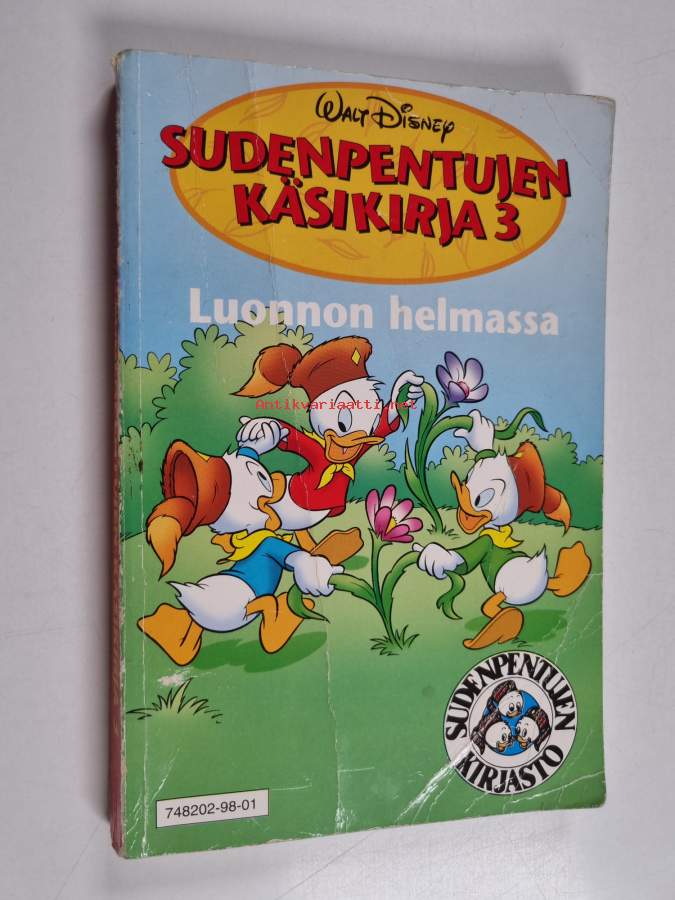 WALT DISNEY
SUDENPENTUJEN
KÄSIKIRJA 3
Luonnon helmassa
Antikvariaatti.net
SUDENPENTUJEN
KIRJASTO
748202-98-01